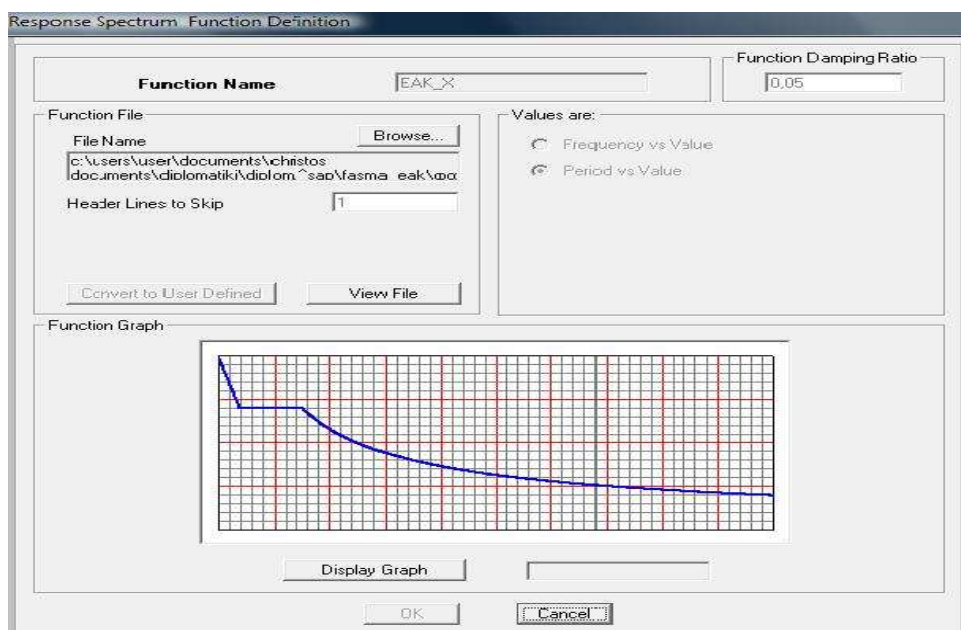 Response Spectrum Function Definition
Function Name
EAK_X
Function Damping Ratio
0,05
Function File
File Name
Browse...
c:\users\user\documents\christos
documents\diplomatiki\diplom^sap\fasma_eak\φα
Header Lines to Skip
1
Convert to User Defined
View File
Values are:
Frequency vs Value
Period vs Value
Function Graph
Display Graph
OK
Cancel